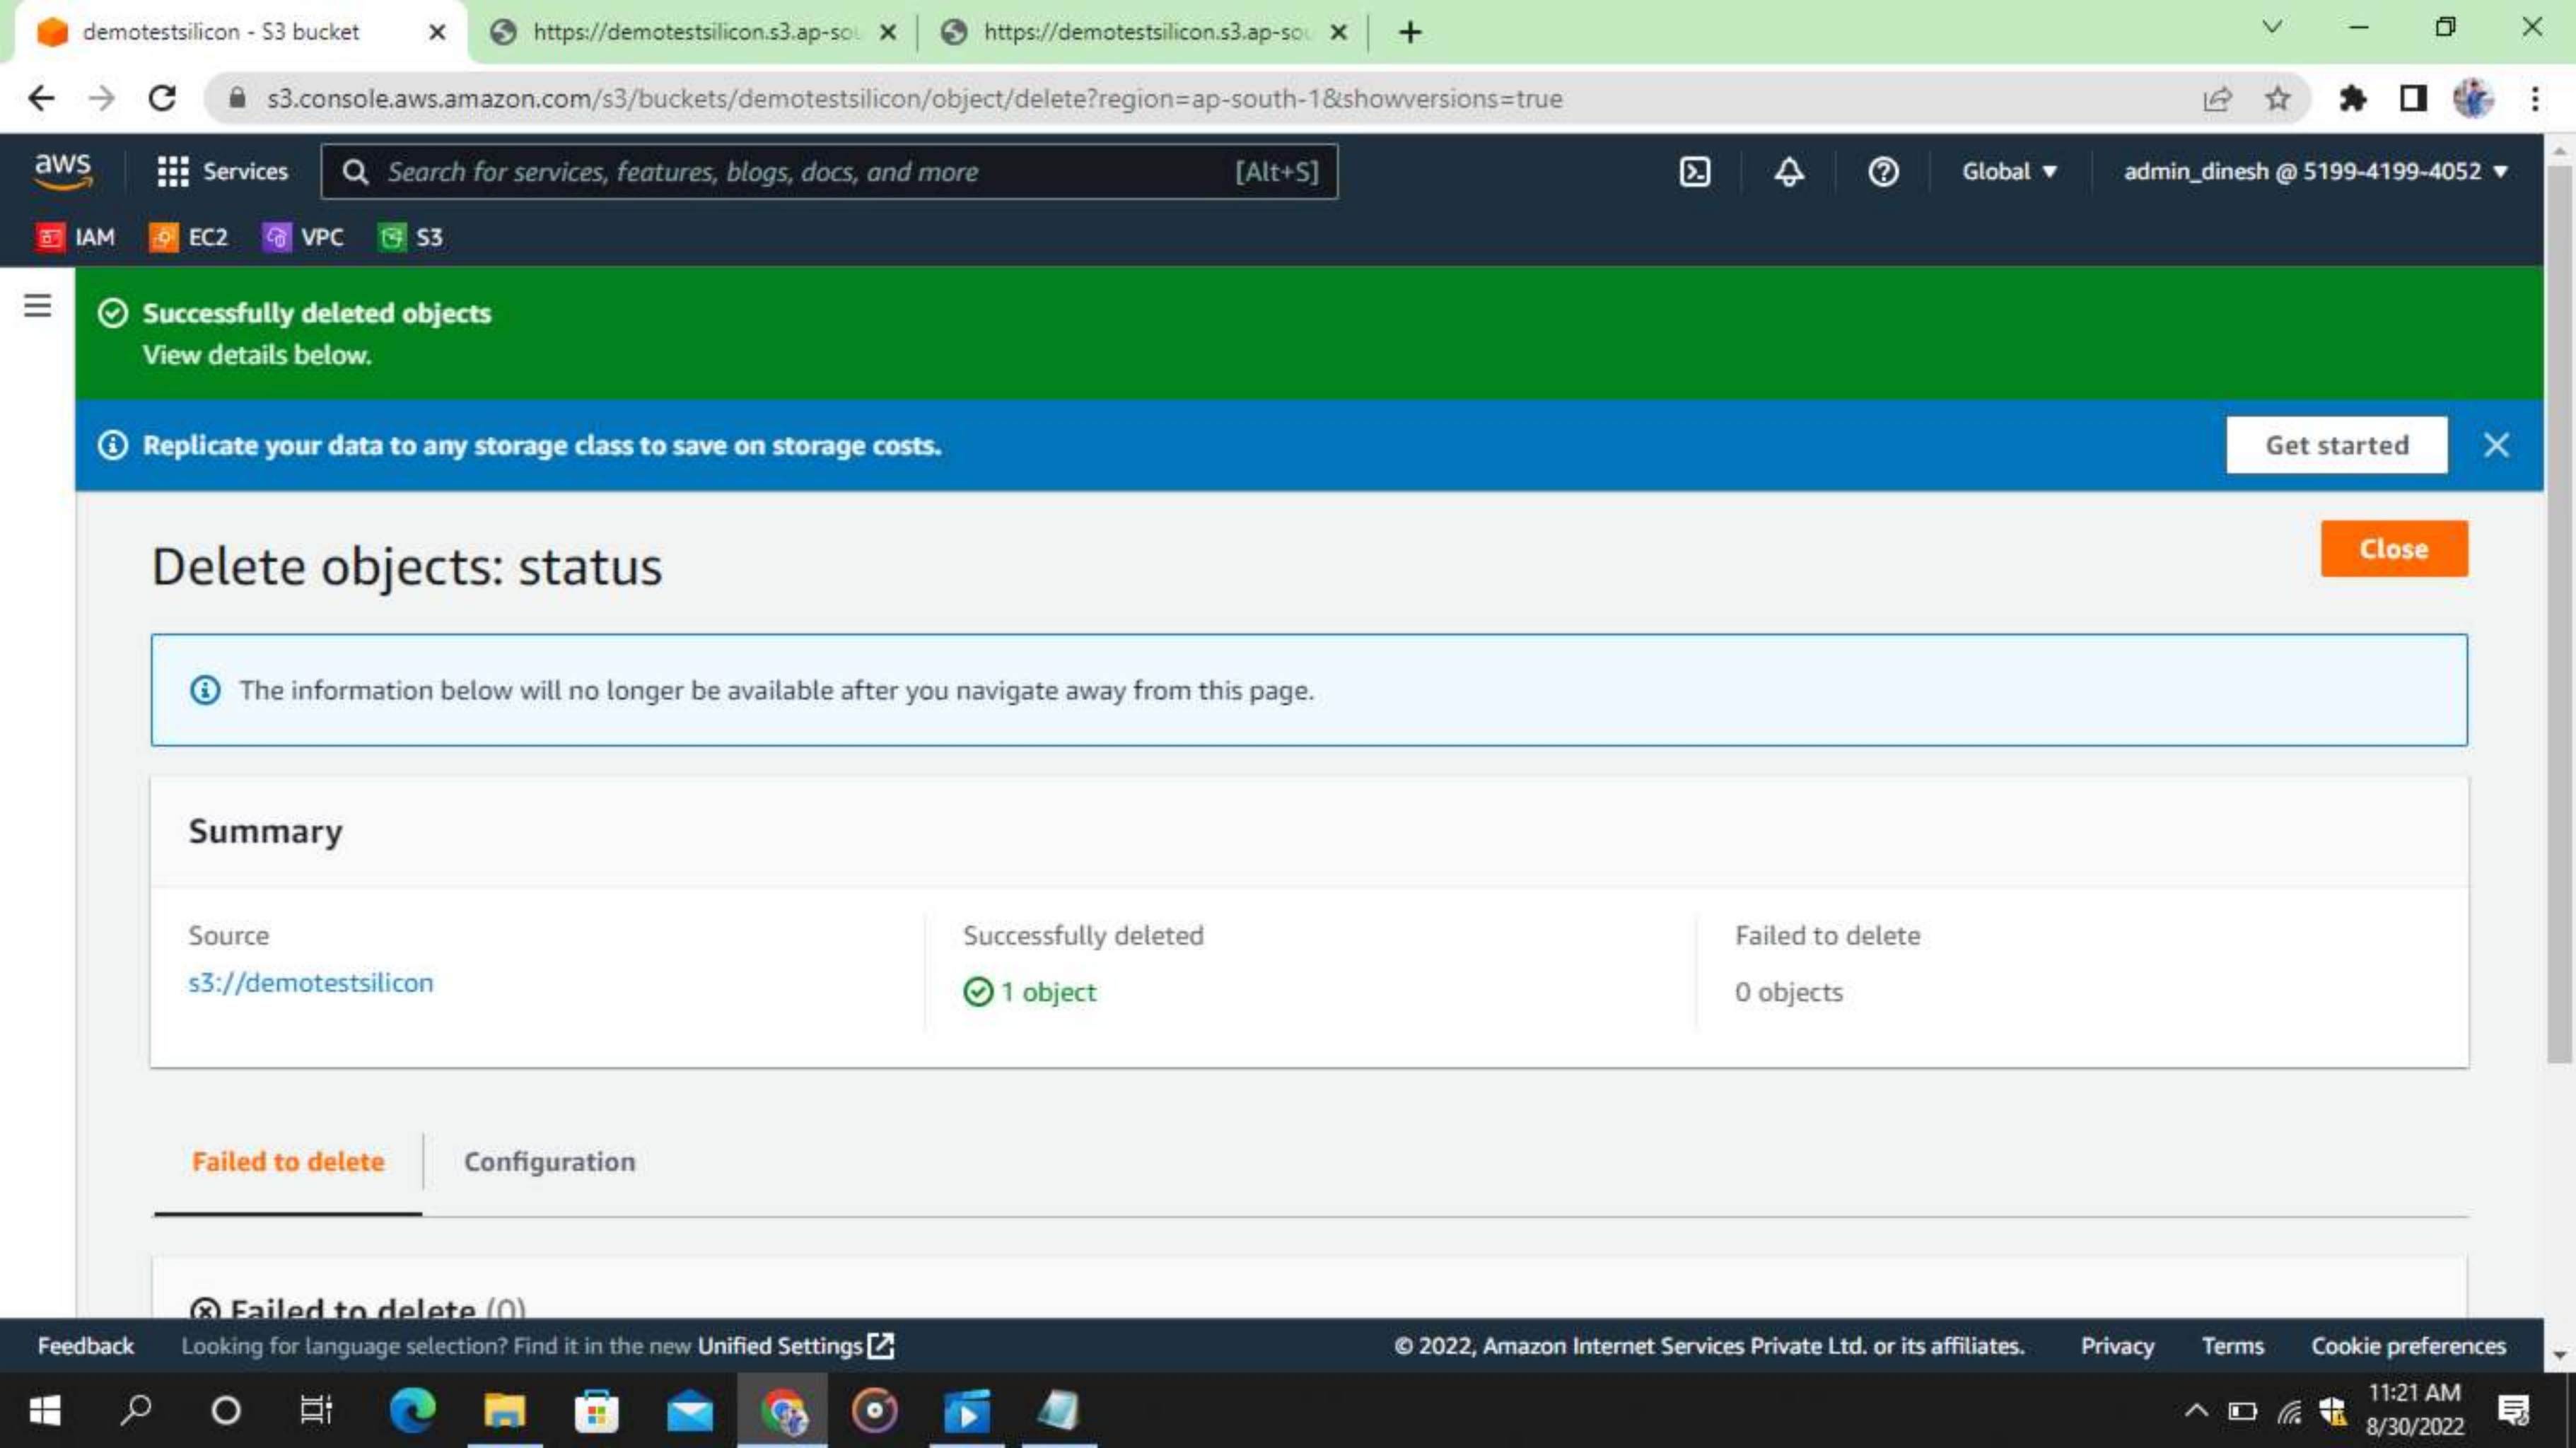 demotestsilicon - S3 bucket
https://demotestsilicon.s3.ap-sou
https://demotestsilicon.s3.ap-sou
s3.console.aws.amazon.com/s3/buckets/demotestsilicon/object/delete?region=ap-south-1&showversions=true
aws
Services
Search for services, features, blogs, docs, and more
[Alt+S]
Global
admin_dinesh @ 5199-4199-4052
IAM
EC2
VPC
S3
Successfully deleted objects
View details below.
Replicate your data to any storage class to save on storage costs.
Get started
Delete objects: status
Close
The information below will no longer be available after you navigate away from this page.
Summary
Source
s3://demotestsilicon
Successfully deleted
1 object
Failed to delete
0 objects
Failed to delete
Configuration
Failed to delete (0)
Feedback
Looking for language selection? Find it in the new Unified Settings
© 2022, Amazon Internet Services Private Ltd. or its affiliates.
Privacy
Terms
Cookie preferences
11:21 AM
8/30/2022